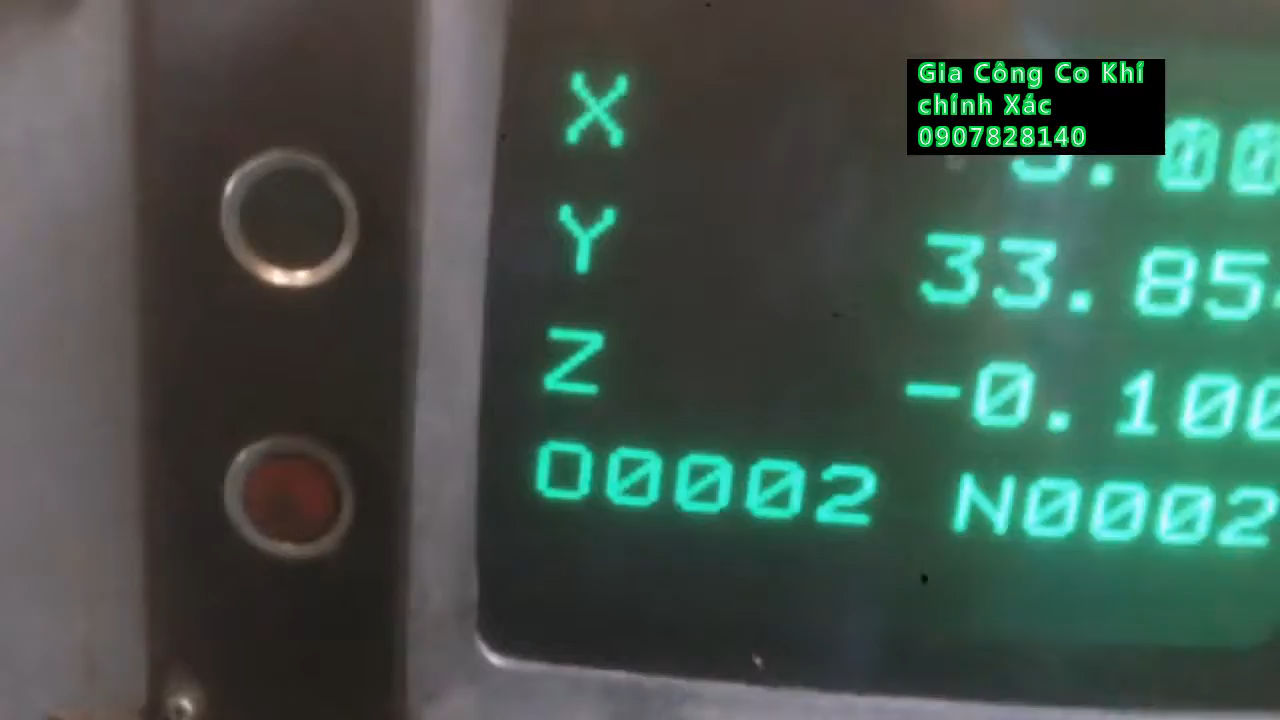 Gia Công Co Khí
chính Xác
0907828140
X
Y 33.85
Z -0.100
O0002 N0002